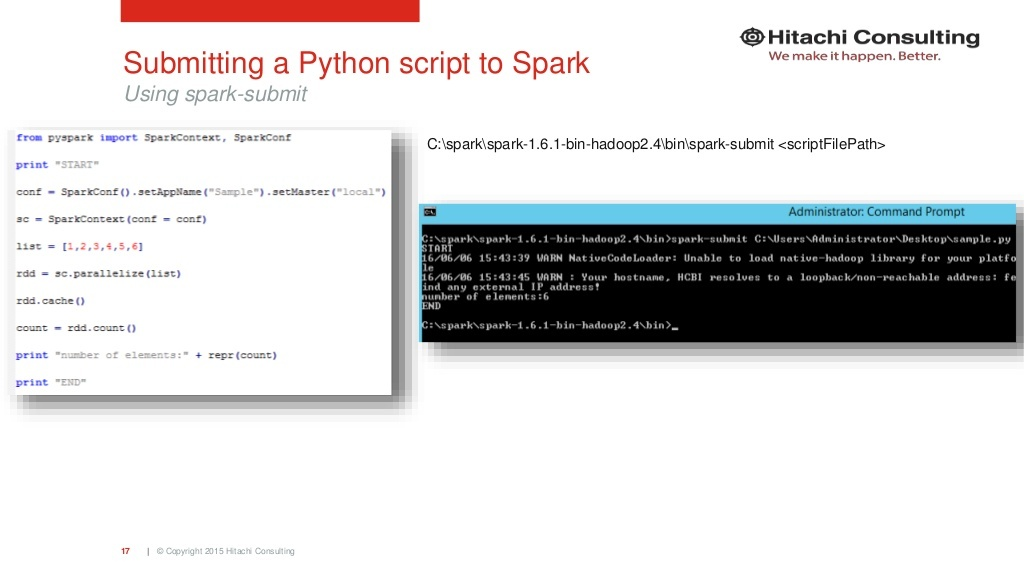 Hitachi Consulting
We make it happen. Better.
Submitting a Python script to Spark
Using spark-submit
from pyspark import SparkContext, SparkConf
print "START"
conf = SparkConf().setAppName("Sample").setMaster("local")
sc = SparkContext(conf = conf)
list = [1,2,3,4,5,6]
rdd = sc.parallelize(list)
rdd.cache()
count = rdd.count()
print "number of elements:" + repr(count)
print "END"
C:\spark\spark-1.6.1-bin-hadoop2.4\bin\spark-submit <scriptFilePath>
Administrator: Command Prompt
C:\spark\spark-1.6.1-bin-hadoop2.4\bin>spark-submit C:\Users\Administrator\Desktop\sample.py
START
16/06/06 15:43:39 WARN NativeCodeLoader: Unable to load native-hadoop library for your platfo
le
16/06/06 15:43:45 WARN : Your hostname, HCBI resolves to a loopback/non-reachable address: fe
ind any external IP address!
number of elements:6
END
C:\spark\spark-1.6.1-bin-hadoop2.4\bin>_
17 | © Copyright 2015 Hitachi Consulting